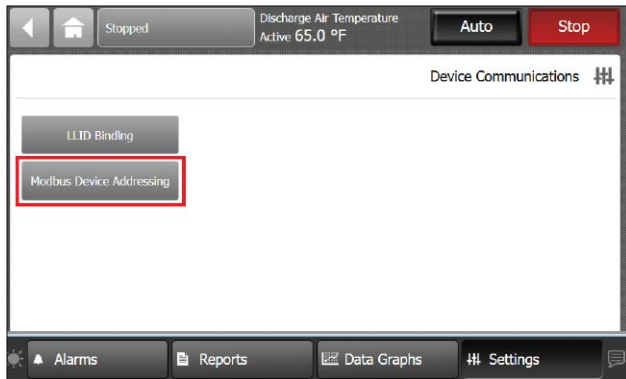 Stopped
Discharge Air Temperature
Active 65.0 °F
Auto
Stop
Device Communications
LLID Binding
Modbus Device Addressing
Alarms
Reports
Data Graphs
Settings